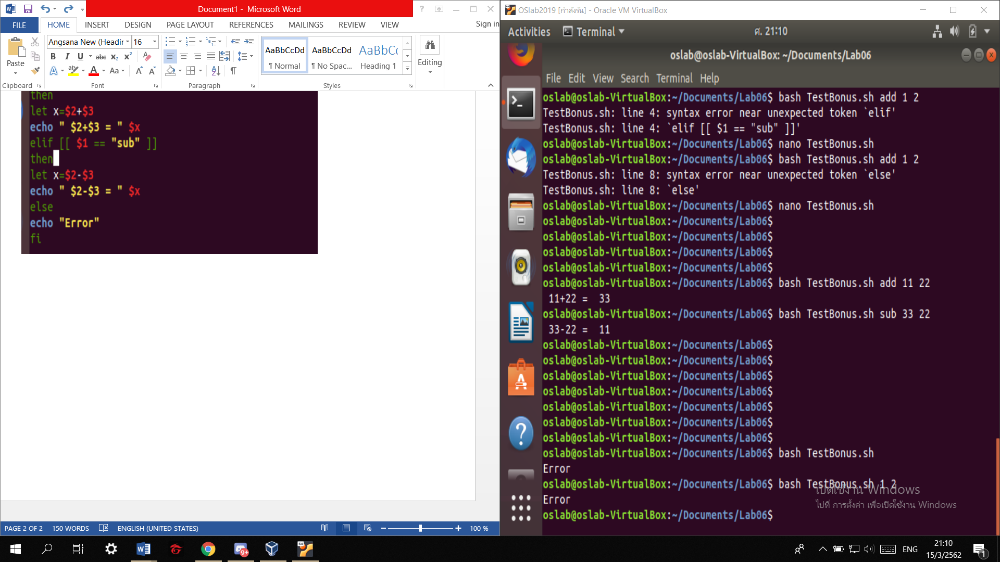 Document1 - Microsoft Word
FILE
HOME
INSERT
DESIGN
PAGE LAYOUT
REFERENCES
MAILINGS
REVIEW
VIEW
Sign in
Paste
Clipboard
Angsana New (Headir
16
Font
Paragraph
AaBbCcDd
AaBbCcDd
AaBbCc
¶ Normal
¶ No Spac...
Heading 1
Styles
Editing
then
let x=$2+$3
echo " $2+$3 = " $x
elif [[ $1 == "sub" ]]
then
let x=$2-$3
echo " $2-$3 = " $x
else
echo "Error"
fi
PAGE 2 OF 2
150 WORDS
ENGLISH (UNITED STATES)
100 %
OSlab2019 [กำลังรัน] - Oracle VM VirtualBox
Activities
Terminal
ศ. 21:10
oslab@oslab-VirtualBox: ~/Documents/Lab06
File Edit View Search Terminal Help
oslab@oslab-VirtualBox:~/Documents/Lab06$ bash TestBonus.sh add 1 2
TestBonus.sh: line 4: syntax error near unexpected token `elif'
TestBonus.sh: line 4: `elif [[ $1 == "sub" ]]'
oslab@oslab-VirtualBox:~/Documents/Lab06$ nano TestBonus.sh
oslab@oslab-VirtualBox:~/Documents/Lab06$ bash TestBonus.sh add 1 2
TestBonus.sh: line 8: syntax error near unexpected token `else'
TestBonus.sh: line 8: `else'
oslab@oslab-VirtualBox:~/Documents/Lab06$ nano TestBonus.sh
oslab@oslab-VirtualBox:~/Documents/Lab06$
oslab@oslab-VirtualBox:~/Documents/Lab06$
oslab@oslab-VirtualBox:~/Documents/Lab06$
oslab@oslab-VirtualBox:~/Documents/Lab06$
oslab@oslab-VirtualBox:~/Documents/Lab06$ bash TestBonus.sh add 11 22
11+22 =  33
oslab@oslab-VirtualBox:~/Documents/Lab06$ bash TestBonus.sh sub 33 22
33-22 =  11
oslab@oslab-VirtualBox:~/Documents/Lab06$
oslab@oslab-VirtualBox:~/Documents/Lab06$
oslab@oslab-VirtualBox:~/Documents/Lab06$
oslab@oslab-VirtualBox:~/Documents/Lab06$
oslab@oslab-VirtualBox:~/Documents/Lab06$
oslab@oslab-VirtualBox:~/Documents/Lab06$
oslab@oslab-VirtualBox:~/Documents/Lab06$
oslab@oslab-VirtualBox:~/Documents/Lab06$ bash TestBonus.sh
Error
oslab@oslab-VirtualBox:~/Documents/Lab06$ bash TestBonus.sh 1 2
Error
oslab@oslab-VirtualBox:~/Documents/Lab06$
เปิดใช้งาน Windows
ไปที่ การตั้งค่า เพื่อเปิดใช้งาน Windows
9+
64
ENG
21:10
15/3/2562
1